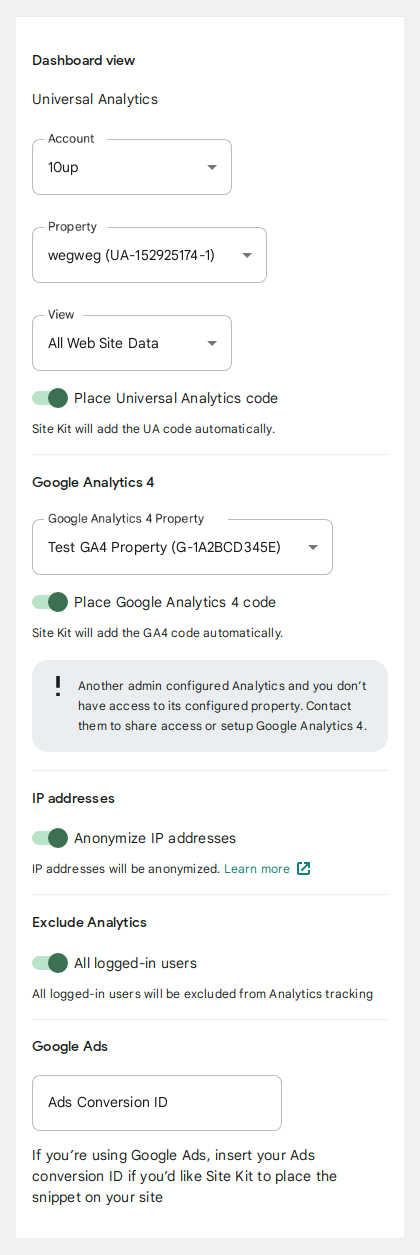 Dashboard view
Universal Analytics
Account
10up
Property
wegweg (UA-152925174-1)
View
All Web Site Data
Place Universal Analytics code
Site Kit will add the UA code automatically.
Google Analytics 4
Google Analytics 4 Property
Test GA4 Property (G-1A2BCD345E)
Place Google Analytics 4 code
Site Kit will add the GA4 code automatically.
! Another admin configured Analytics and you don’t
have access to its configured property. Contact
them to share access or setup Google Analytics 4.
IP addresses
Anonymize IP addresses
IP addresses will be anonymized. Learn more
Exclude Analytics
All logged-in users
All logged-in users will be excluded from Analytics tracking
Google Ads
Ads Conversion ID
If you’re using Google Ads, insert your Ads
conversion ID if you’d like Site Kit to place the
snippet on your site